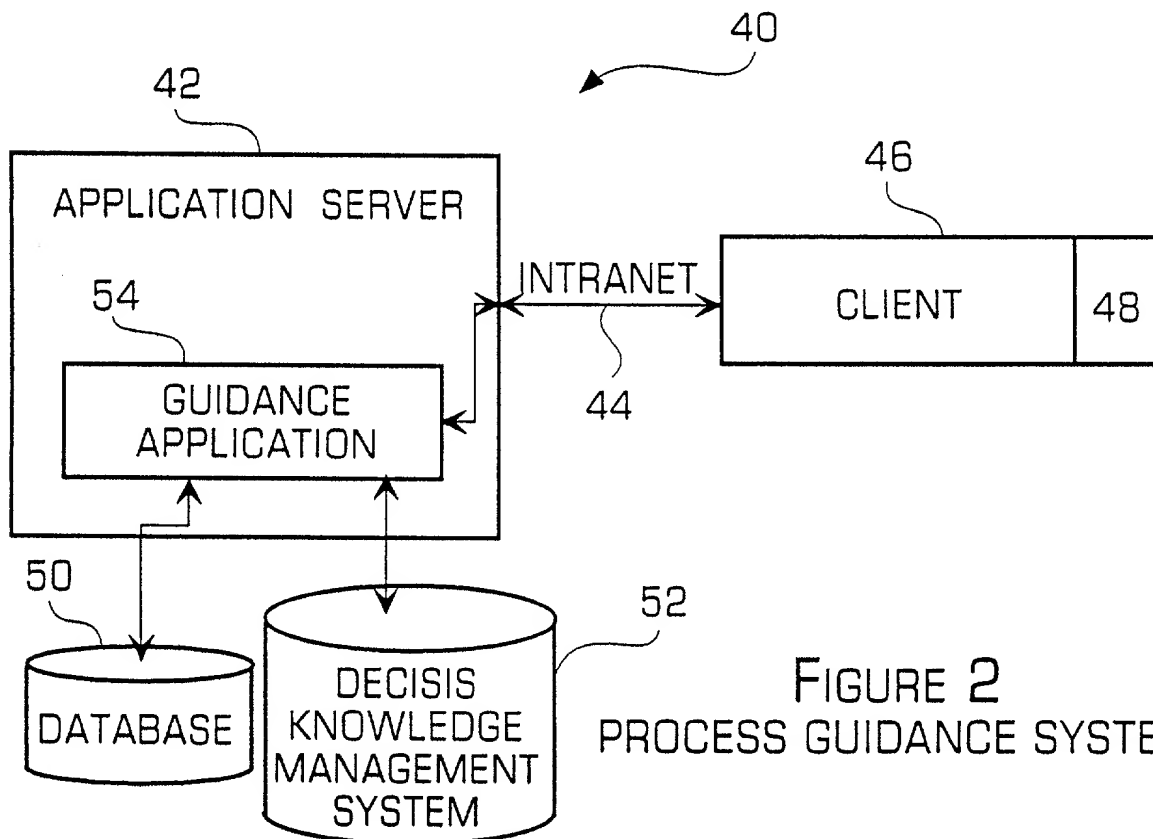 40
42
46
APPLICATION SERVER
INTRANET
CLIENT
48
54
44
GUIDANCE
APPLICATION
50
52
DATABASE
DECISIS
KNOWLEDGE
MANAGEMENT
SYSTEM
FIGURE 2
PROCESS GUIDANCE SYSTE